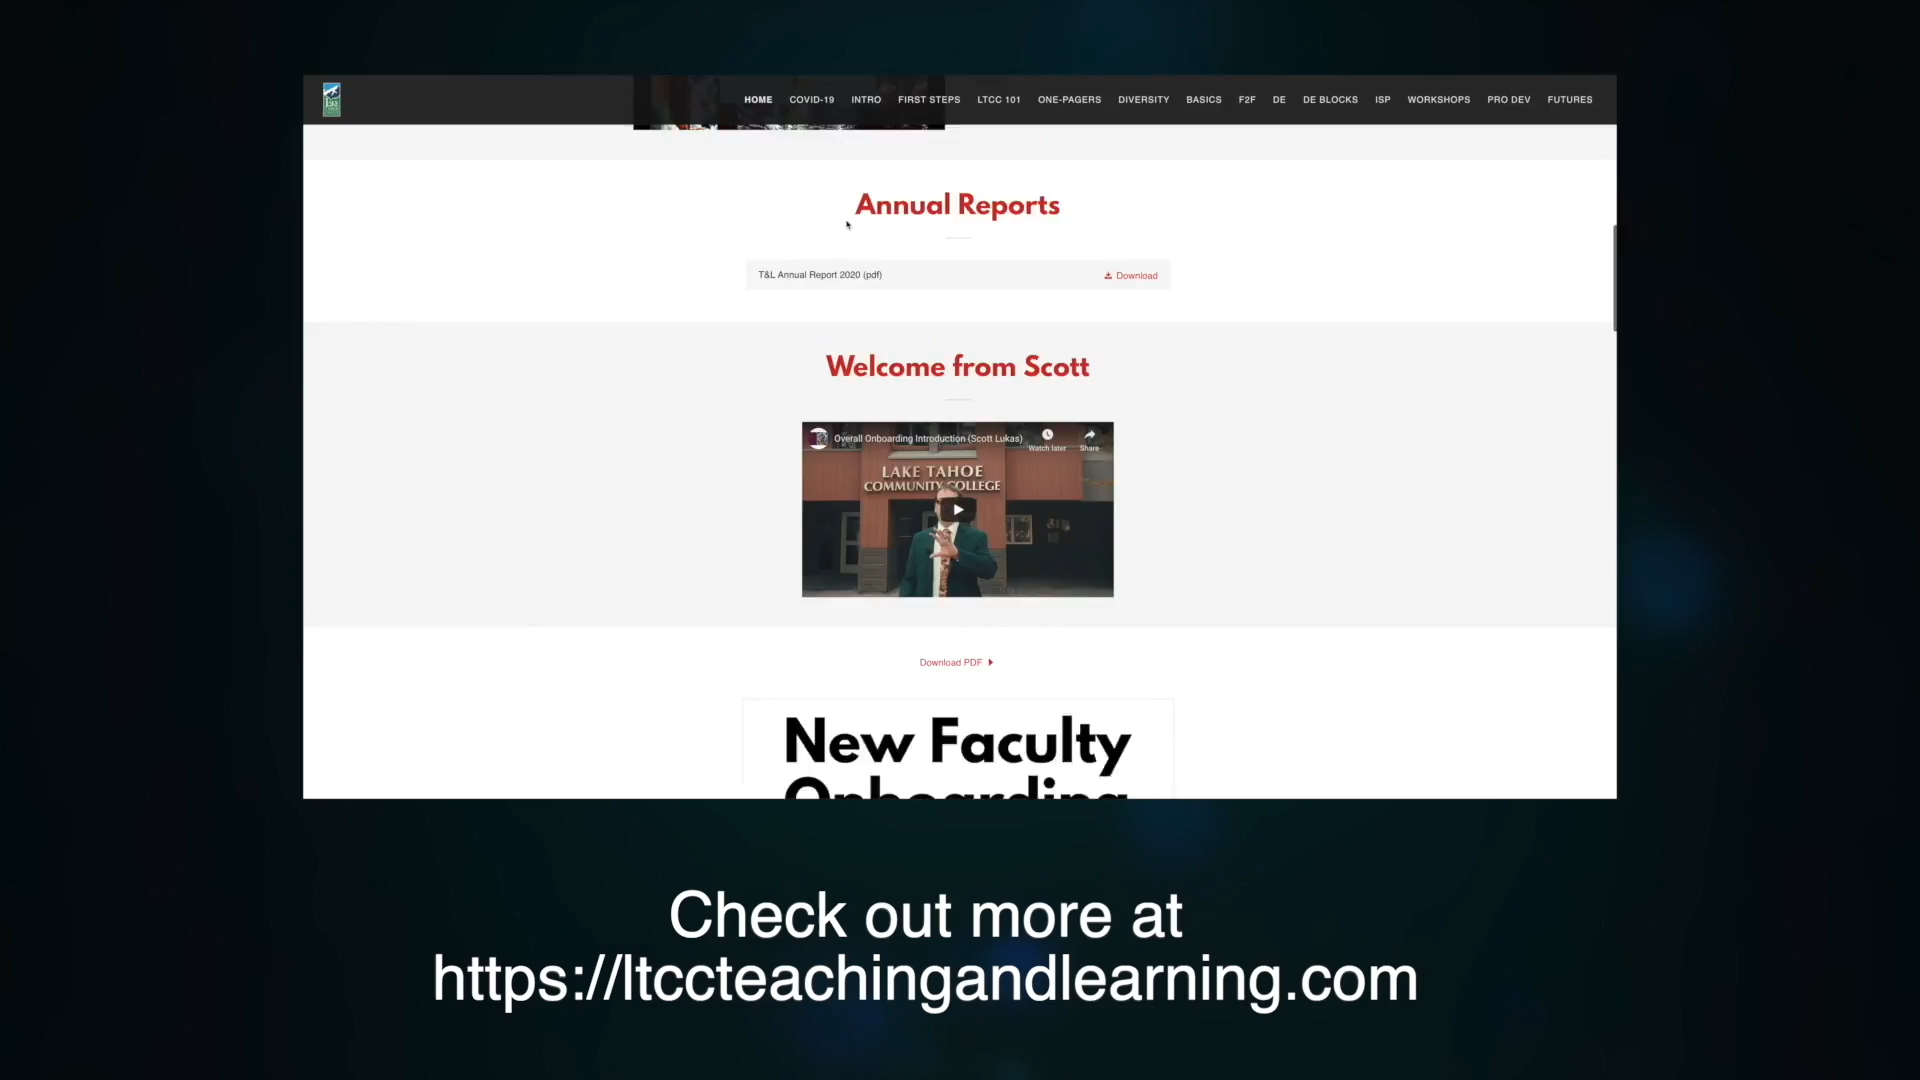 HOME COVID-19 INTRO FIRST STEPS LTCC 101 ONE-PAGERS DIVERSITY BASICS F2F DE DE BLOCKS ISP WORKSHOPS PRO DEV FUTURES
Annual Reports
T&L Annual Report 2020 (pdf) Download
Welcome from Scott
Overall Onboarding Introduction (Scott Lukas)
Watch later Share
LAKE TAHOE
COMMUNITY COLLEGE
Download PDF
New Faculty
Onboarding
Check out more at
https://ltccteachingandlearning.com